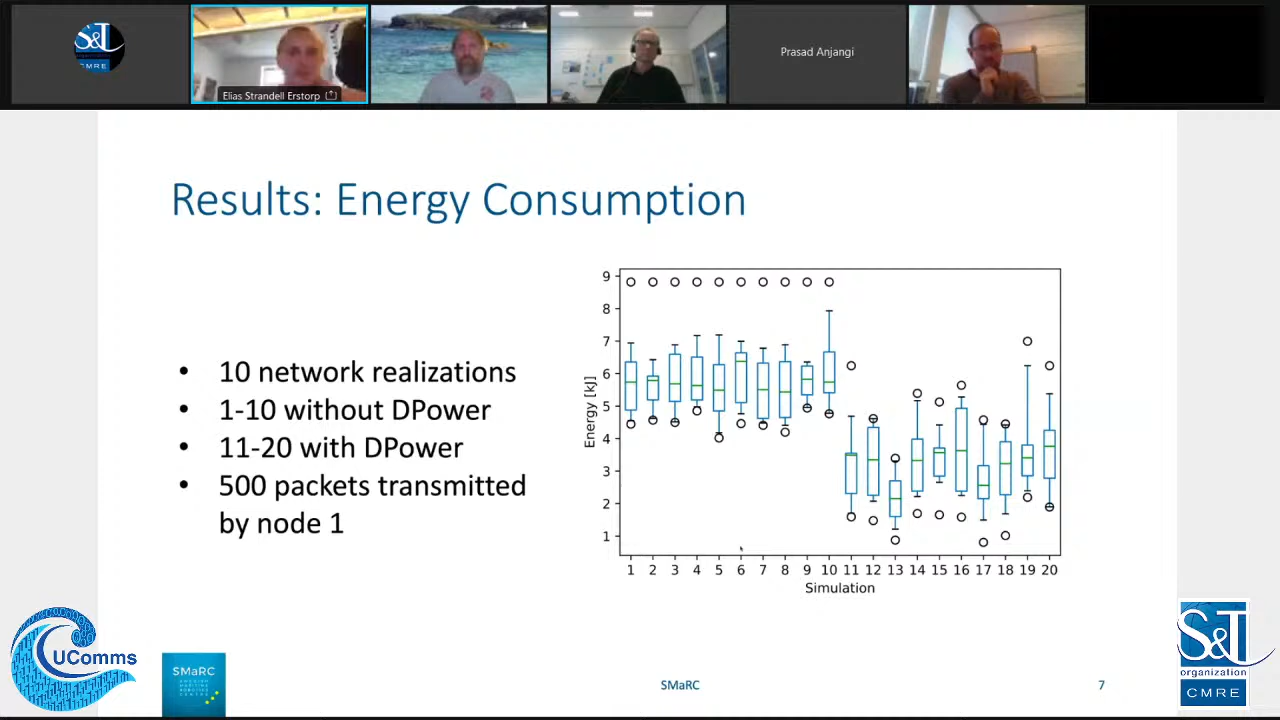 S&T
organization
CMRE
Elias Strandell Erstorp
Prasad Anjangi
Results: Energy Consumption
• 10 network realizations
• 1-10 without DPower
• 11-20 with DPower
• 500 packets transmitted
by node 1
9
8
7
6
5
4
3
2
1
Energy [kJ]
1 2 3 4 5 6 7 8 9 10 11 12 13 14 15 16 17 18 19 20
Simulation
UComms
SMaRC
SMaRC
7
S&T
organization
CMRE